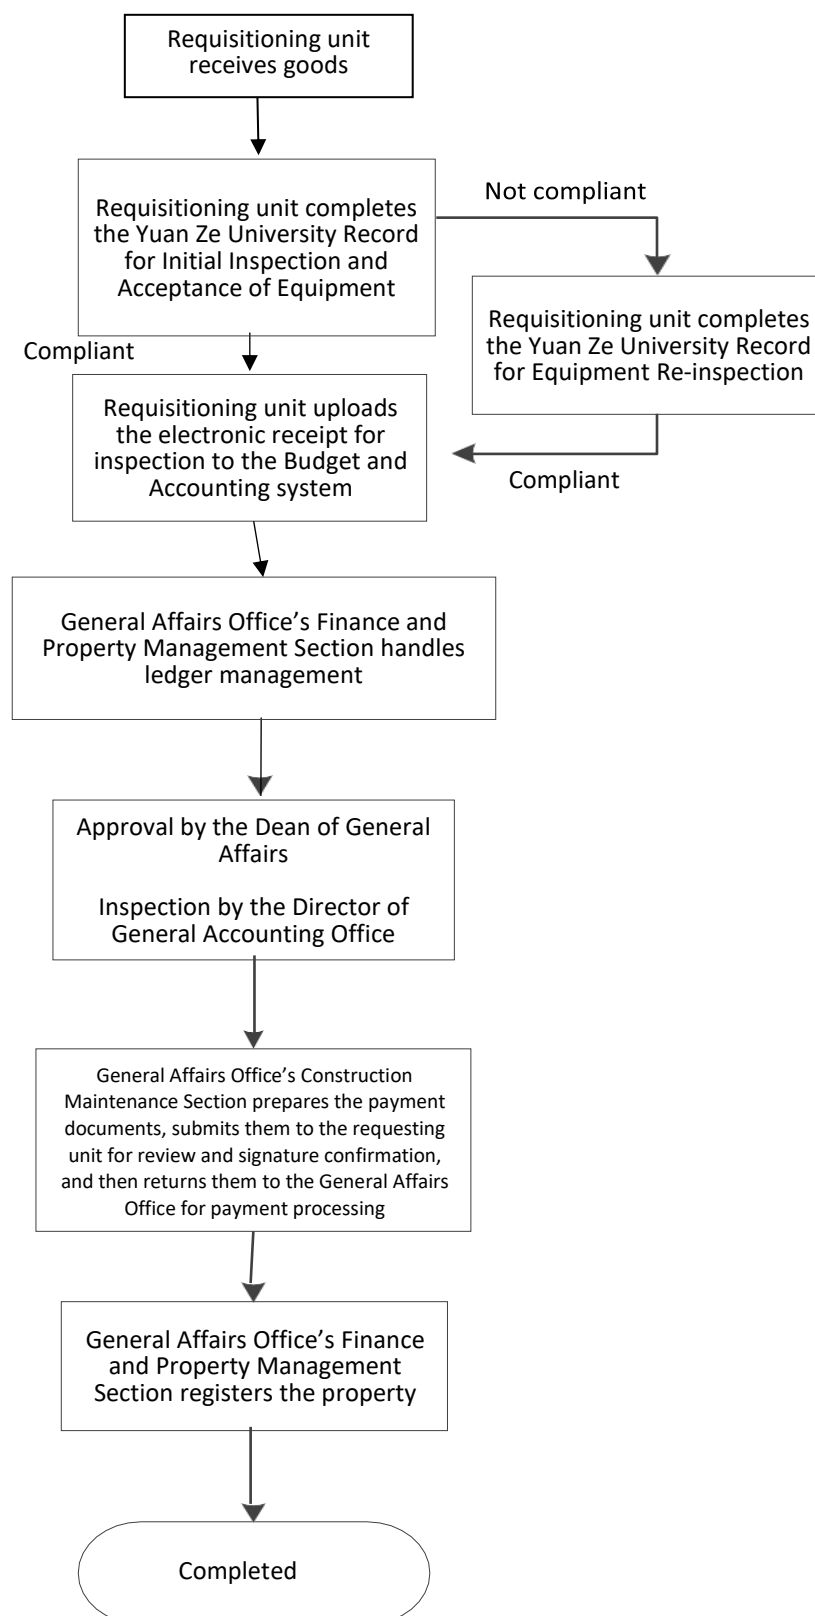 Requisitioning unit
receives goods
Requisitioning unit completes
the Yuan Ze University Record
for Initial Inspection and
Acceptance of Equipment
Not compliant
Requisitioning unit completes
the Yuan Ze University Record
for Equipment Re-inspection
Compliant
Compliant
Requisitioning unit uploads
the electronic receipt for
inspection to the Budget and
Accounting system
General Affairs Office’s Finance and
Property Management Section handles
ledger management
Approval by the Dean of General
Affairs
Inspection by the Director of
General Accounting Office
General Affairs Office’s Construction
Maintenance Section prepares the payment
documents, submits them to the requesting
unit for review and signature confirmation,
and then returns them to the General Affairs
Office for payment processing
General Affairs Office’s Finance
and Property Management
Section registers the property
Completed